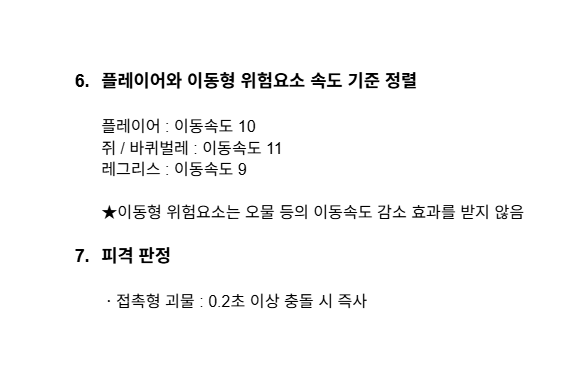 6. 플레이어와 이동형 위험요소 속도 기준 정렬
플레이어 : 이동속도 10
쥐 / 바퀴벌레 : 이동속도 11
레그리스 : 이동속도 9
★이동형 위험요소는 오물 등의 이동속도 감소 효과를 받지 않음
7. 피격 판정
· 접촉형 괴물 : 0.2초 이상 충돌 시 즉사